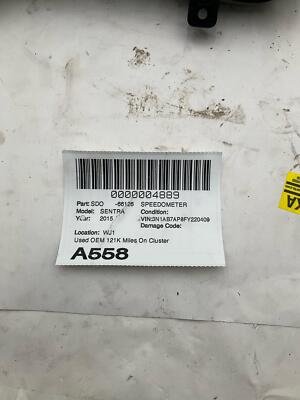 0000004889
Part: SDO -66126 SPEEDOMETER
Model: SENTRA Condition:
Year: 2015 VIN:3N1AB7AP8FY220409
Damage Code:
Location: WJ1
Used OEM 121K Miles On Cluster
A558
KA